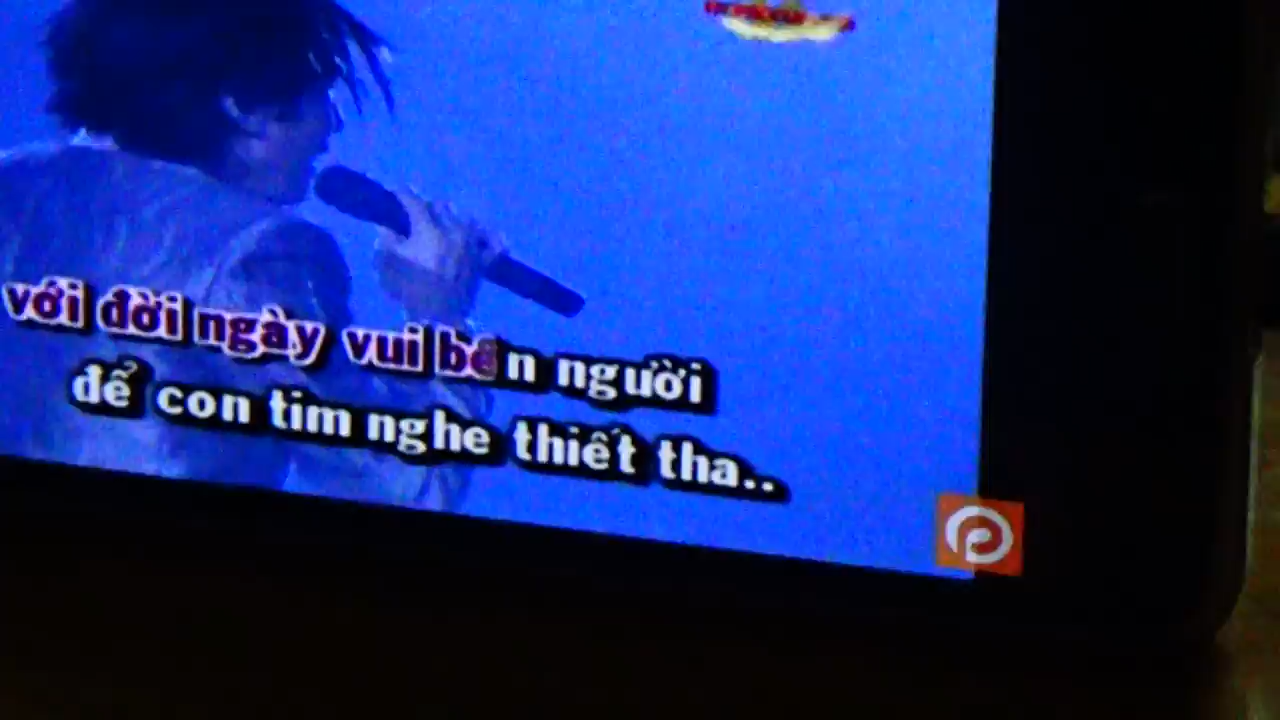 với đời ngày vui bên người
để con tim nghe thiết tha..